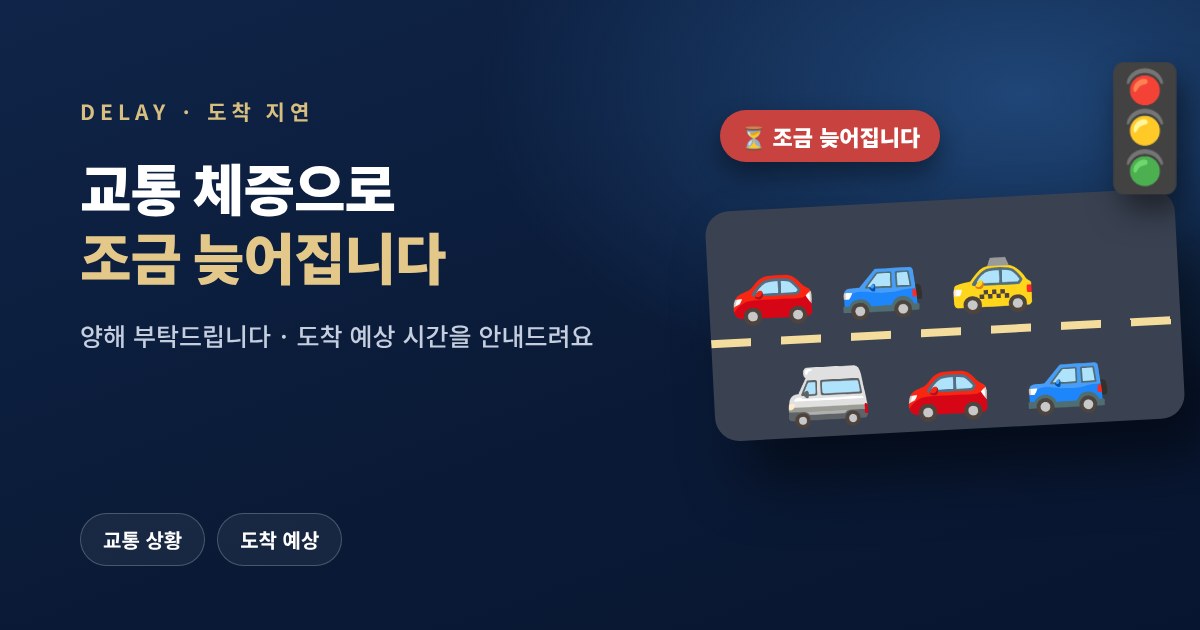 DELAY · 도착 지연
교통 체증으로
조금 늦어집니다
양해 부탁드립니다 · 도착 예상 시간을 안내드려요
교통 상황
도착 예상
⏳ 조금 늦어집니다